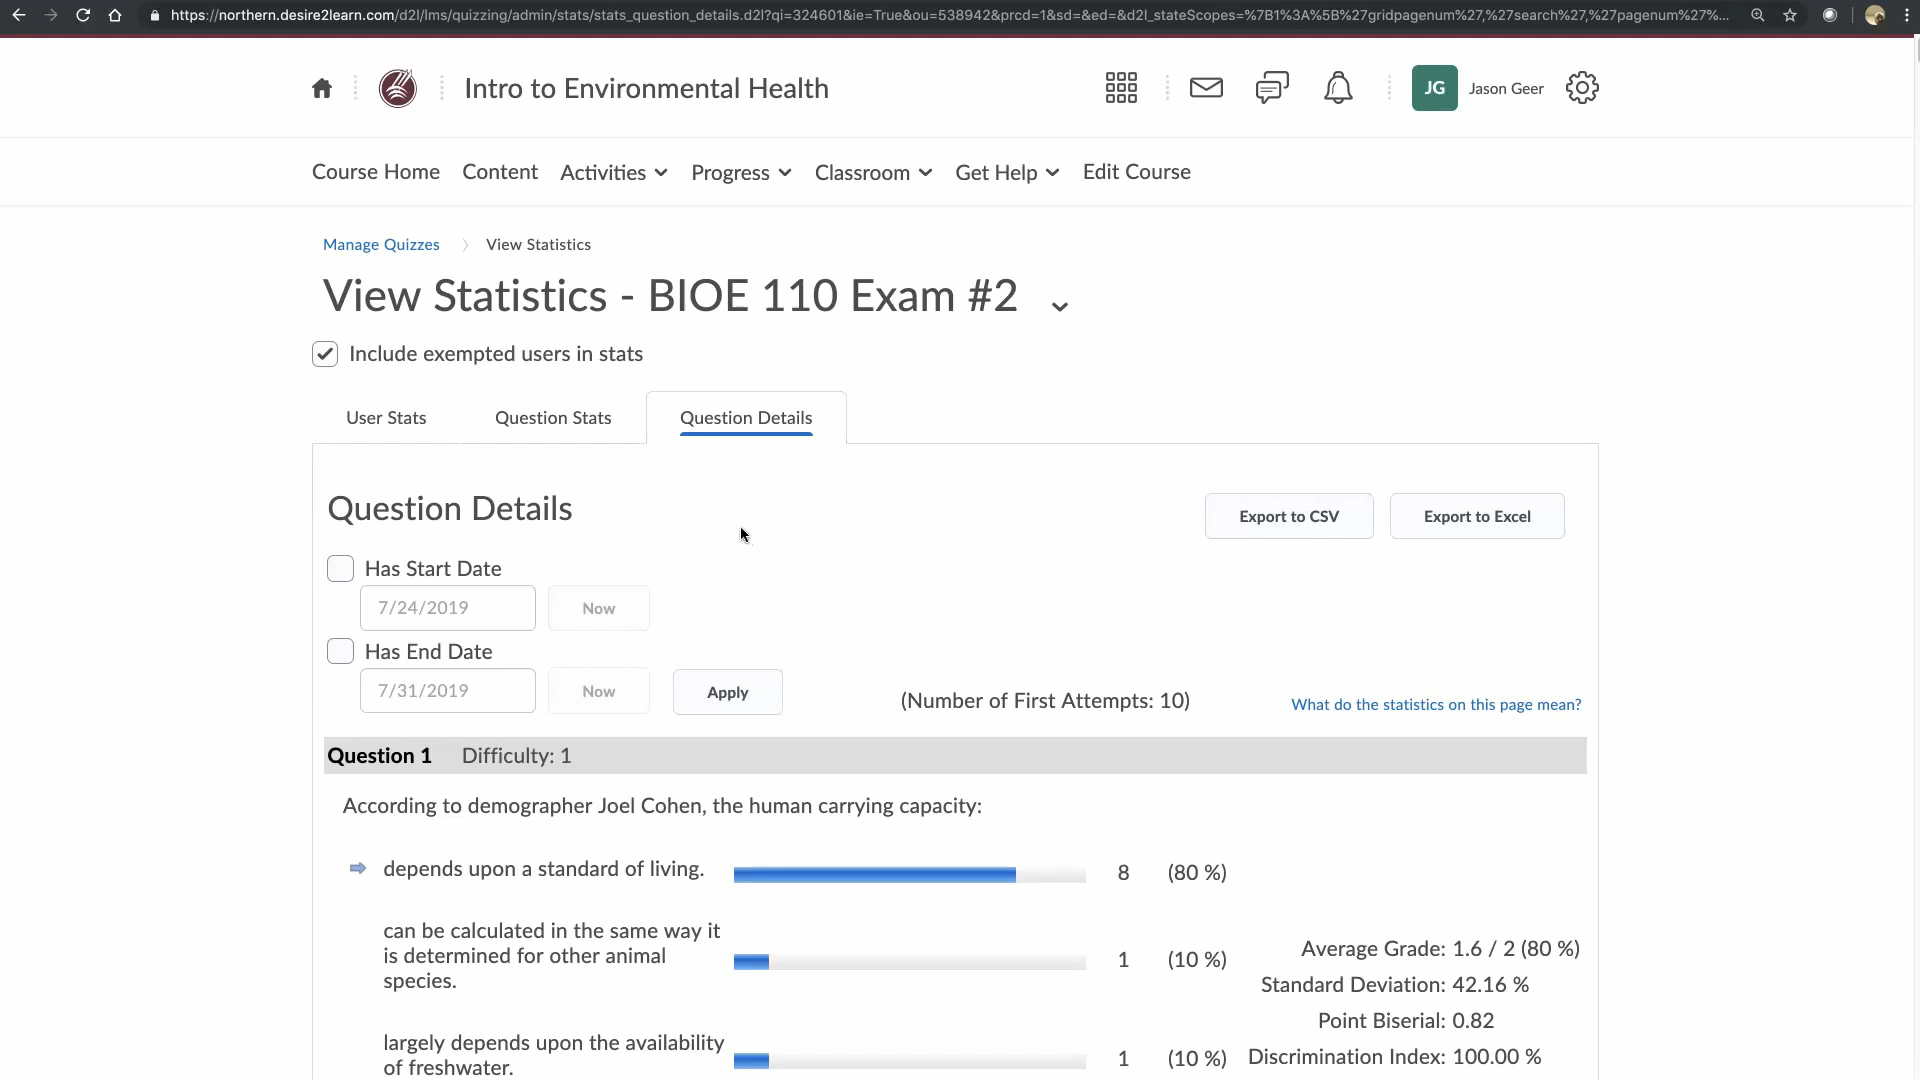 https://northern.desire2learn.com/d2l/lms/quizzing/admin/stats/stats_question_details.d2l?qi=324601&ie=True&ou=538942&prcd=1&sd=&ed=&d2l_stateScopes=%7B1%3A%5B%27gridpagenum%27,%27search%27,%27pagenum%27%...
Intro to Environmental Health
JG
Jason Geer
Course Home Content Activities Progress Classroom Get Help Edit Course
Manage Quizzes View Statistics
View Statistics - BIOE 110 Exam #2
Include exempted users in stats
User Stats Question Stats Question Details
Question Details
Export to CSV Export to Excel
Has Start Date
7/24/2019 Now
Has End Date
7/31/2019 Now Apply
(Number of First Attempts: 10)
What do the statistics on this page mean?
Question 1 Difficulty: 1
According to demographer Joel Cohen, the human carrying capacity:
depends upon a standard of living. 8 (80 %)
can be calculated in the same way it
is determined for other animal
species.
1 (10 %)
Average Grade: 1.6 / 2 (80 %)
Standard Deviation: 42.16 %
Point Biserial: 0.82
Discrimination Index: 100.00 %
largely depends upon the availability
of freshwater.
1 (10 %)